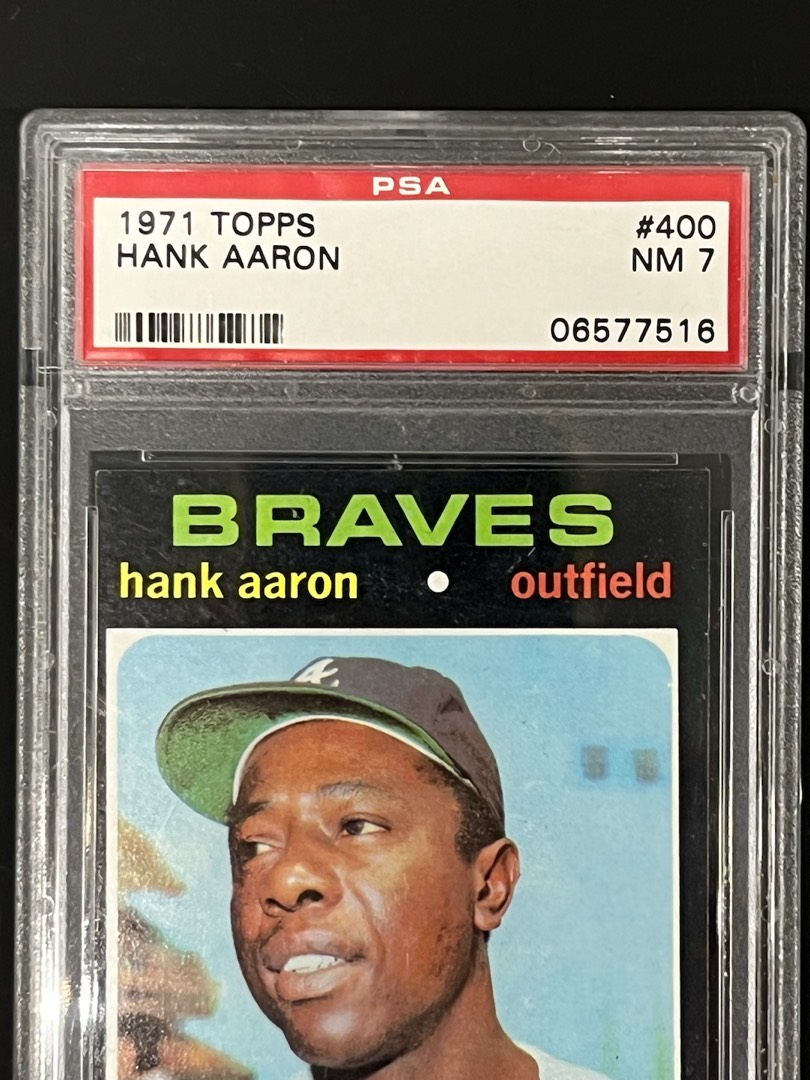 PSA
1971 TOPPS #400
HANK AARON NM 7
06577516
BRAVES
hank aaron • outfield
A